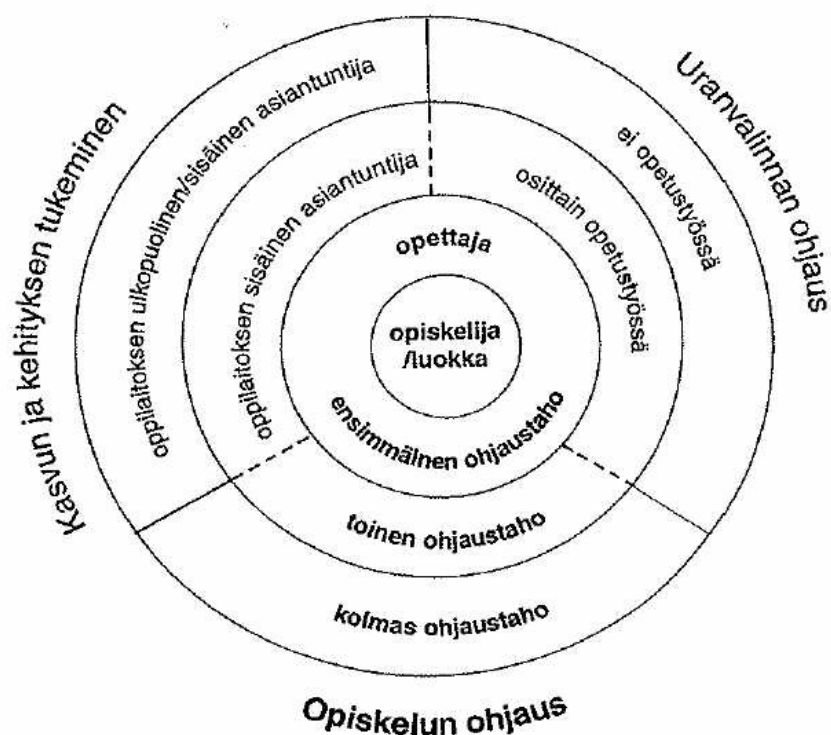 Kasvun ja kehityksen tukeminen
Uranvalinnan ohjaus
oppilaitoksen ulkopuolinen/sisäinen asiantuntija
ei opetustyössä
oppilaitoksen sisäinen asiantuntija
osittain opetustyössä
opettaja
opiskelija
/luokka
ensimmäinen ohjaustaho
toinen ohjaustaho
kolmas ohjaustaho
Opiskelun ohjaus